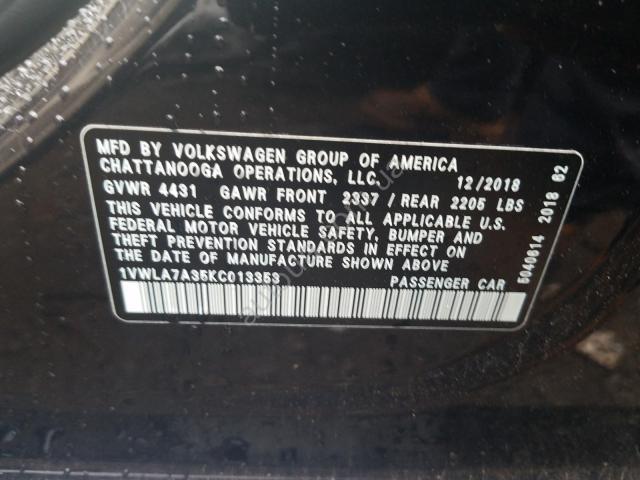 MFD BY VOLKSWAGEN GROUP OF AMERICA
CHATTANOOGA OPERATIONS, LLC. 12/2018
GVWR 4431 GAWR FRONT 2337/REAR 2205 LBS
THIS VEHICLE CONFORMS TO ALL APPLICABLE U.S.
FEDERAL MOTOR VEHICLE SAFETY, BUMPER AND
THEFT PREVENTION STANDARDS IN EFFECT ON
THE DATE OF MANUFACTURE SHOWN ABOVE
1VWLA7A35KC013353 PASSENGER CAR
5040614 2018 82